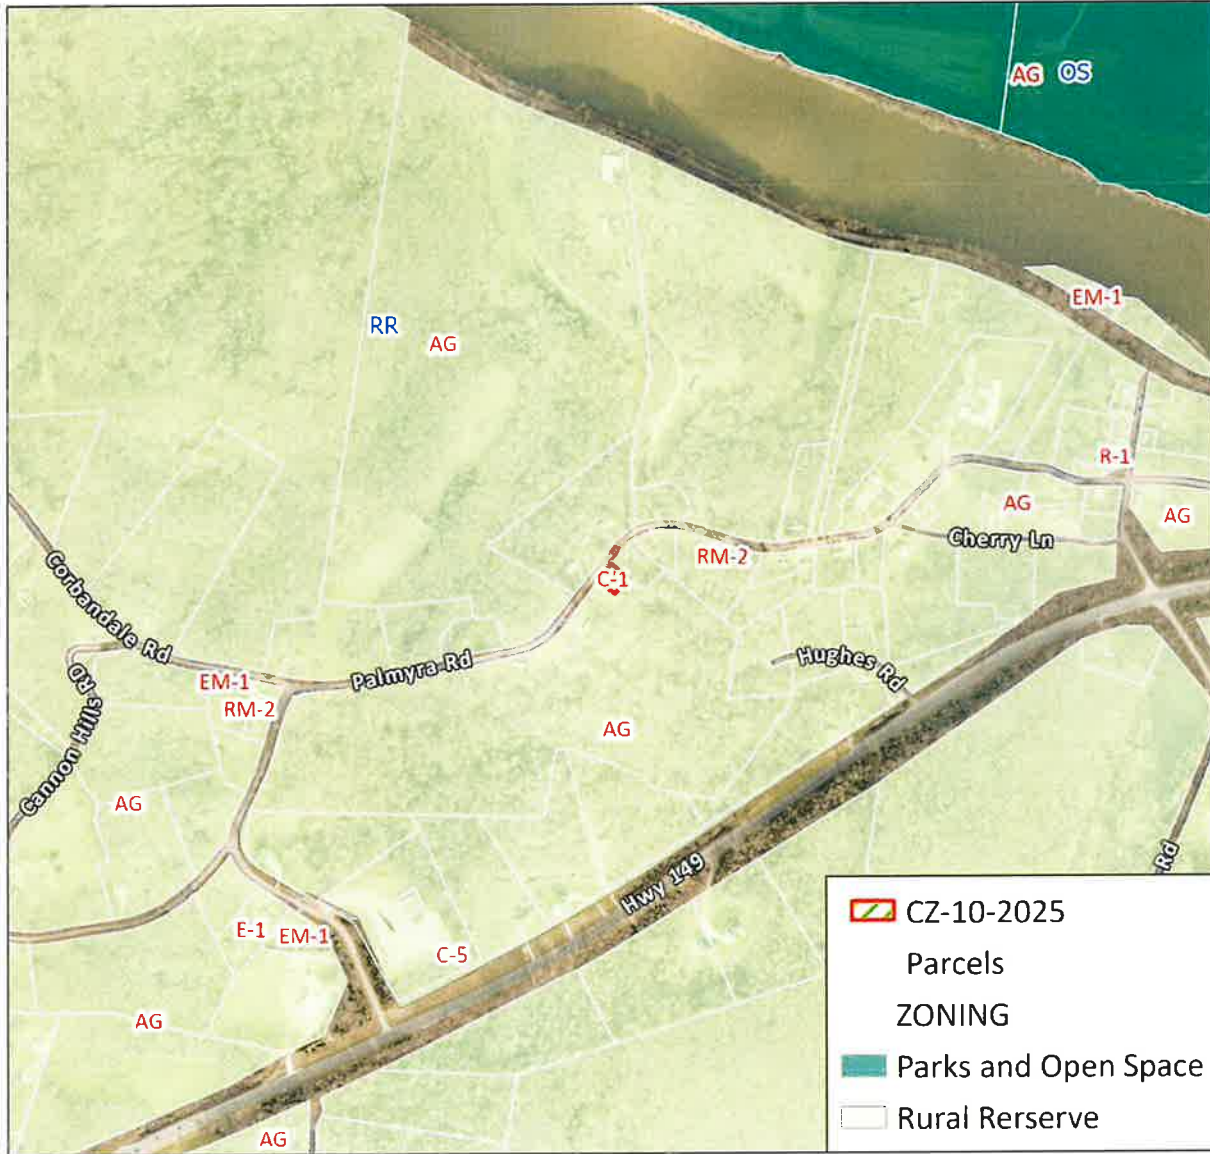 AG OS
EM-1
RR
AG
R-1
AG
AG
Cherry Ln
RM-2
C-1
Corbandale Rd
Palmyra Rd
Hughes Rd
EM-1
RM-2
Cannon Hills RD
AG
AG
Hwy 149
Rd
E-1 EM-1
C-5
AG
AG
CZ-10-2025
Parcels
ZONING
Parks and Open Space
Rural Rerserve